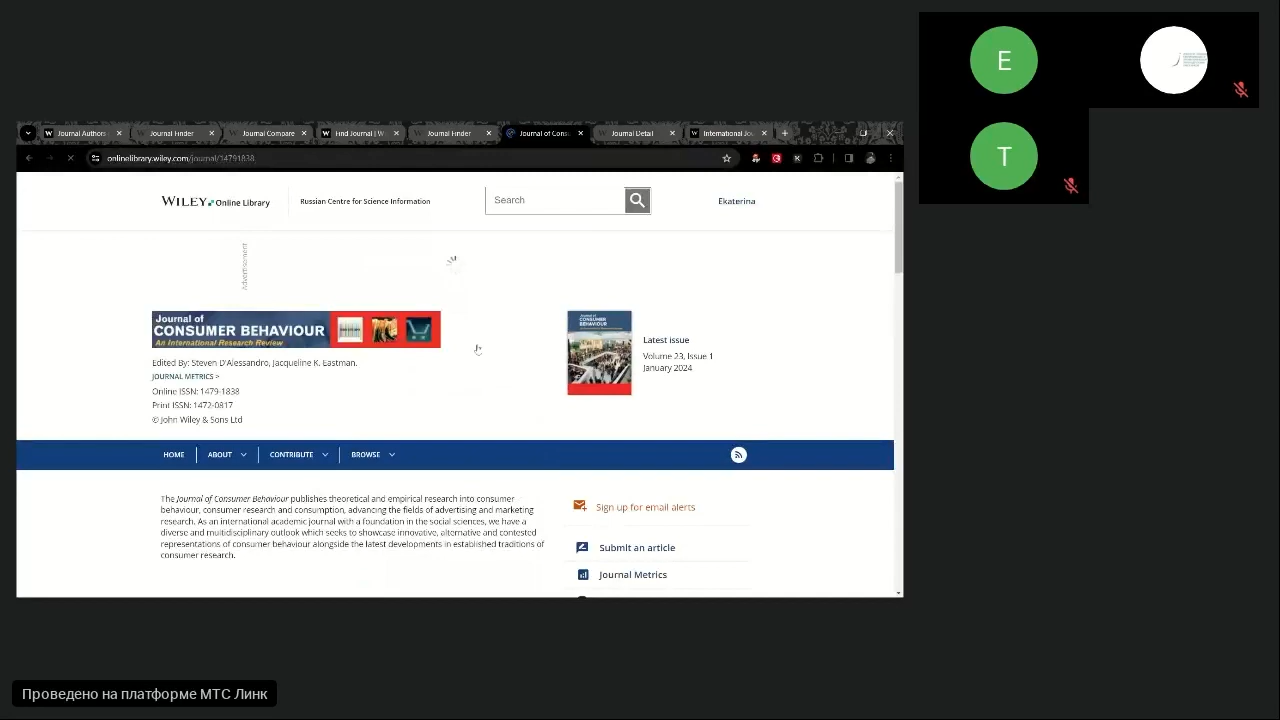 E
T
Journal Authors
Journal Finder
Journal Compare
Find Journal | W
Journal Finder
Journal of Cons
Journal Detail
International Jou
onlinelibrary.wiley.com/journal/14791838
WILEY Online Library
Russian Centre for Science Information
Search
Ekaterina
Advertisement
Journal of
CONSUMER BEHAVIOUR
An International Research Review
JOURNAL OF
CONSUMER
BEHAVIOUR
Edited By: Steven D'Alessandro, Jacqueline K. Eastman.
JOURNAL METRICS >
Online ISSN: 1479-1838
Print ISSN: 1472-0817
© John Wiley & Sons Ltd
Latest issue
Volume 23, Issue 1
January 2024
HOME
ABOUT
CONTRIBUTE
BROWSE
The Journal of Consumer Behaviour publishes theoretical and empirical research into consumer
behaviour, consumer research and consumption, advancing the fields of advertising and marketing
research. As an international academic journal with a foundation in the social sciences, we have a
diverse and multidisciplinary outlook which seeks to showcase innovative, alternative and contested
representations of consumer behaviour alongside the latest developments in established traditions of
consumer research.
Sign up for email alerts
Submit an article
Journal Metrics
Проведено на платформе МТС Линк